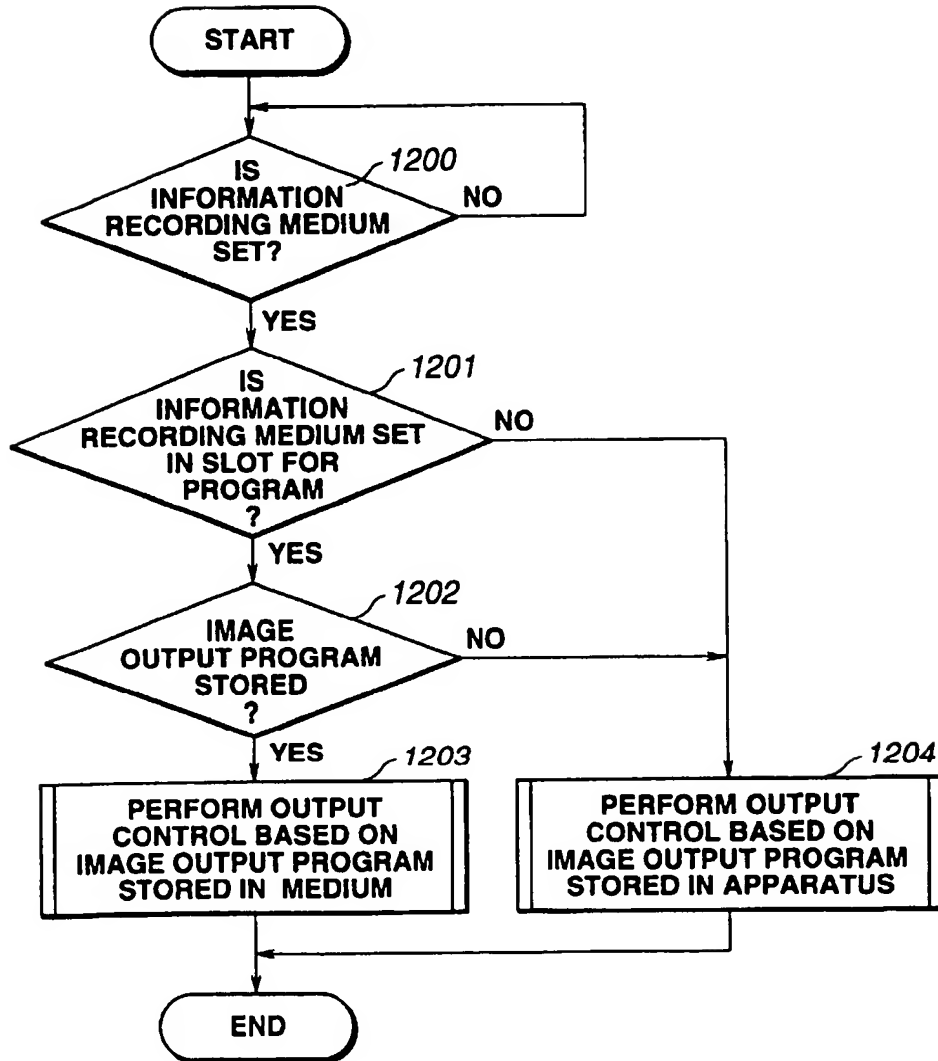 START
IS
INFORMATION
RECORDING MEDIUM
SET?
1200
NO
YES
IS
INFORMATION
RECORDING MEDIUM SET
IN SLOT FOR
PROGRAM
?
1201
NO
YES
IMAGE
OUTPUT PROGRAM
STORED
?
1202
NO
YES
1203
PERFORM OUTPUT
CONTROL BASED ON
IMAGE OUTPUT PROGRAM
STORED IN MEDIUM
1204
PERFORM OUTPUT
CONTROL BASED ON
IMAGE OUTPUT PROGRAM
STORED IN APPARATUS
END